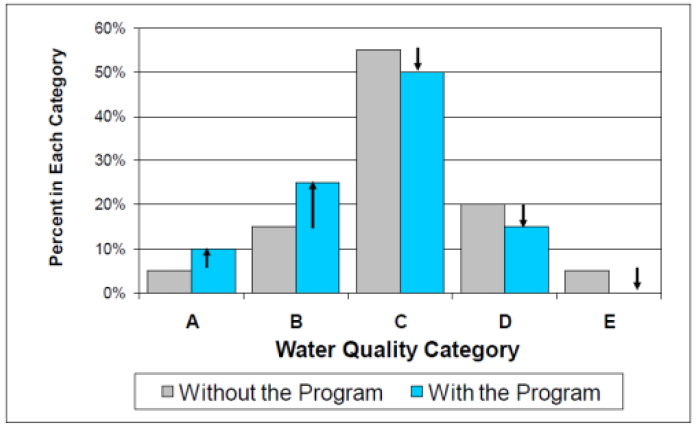 60%
50%
40%
30%
20%
10%
0%
Percent in Each Category
A B C D E
Water Quality Category
Without the Program With the Program